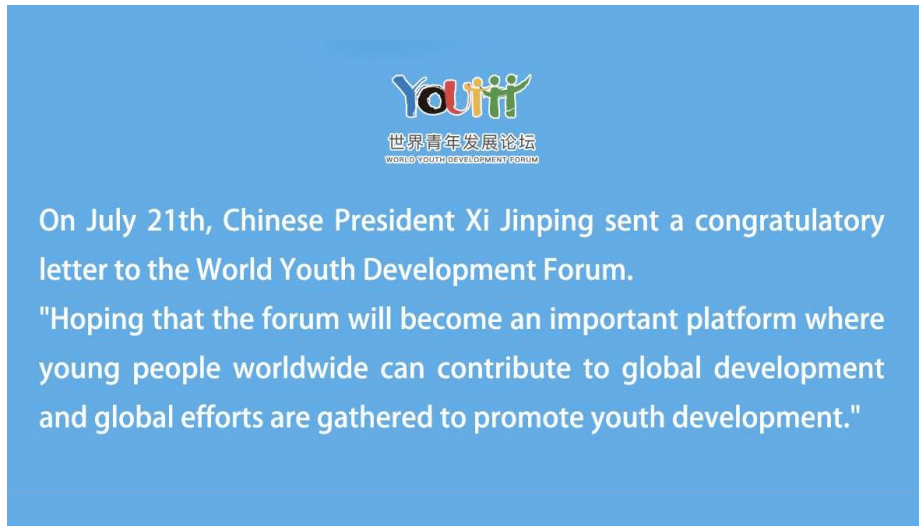 Youth
世界青年发展论坛
WORLD YOUTH DEVELOPMENT FORUM
On July 21th, Chinese President Xi Jinping sent a congratulatory
letter to the World Youth Development Forum.
"Hoping that the forum will become an important platform where
young people worldwide can contribute to global development
and global efforts are gathered to promote youth development."